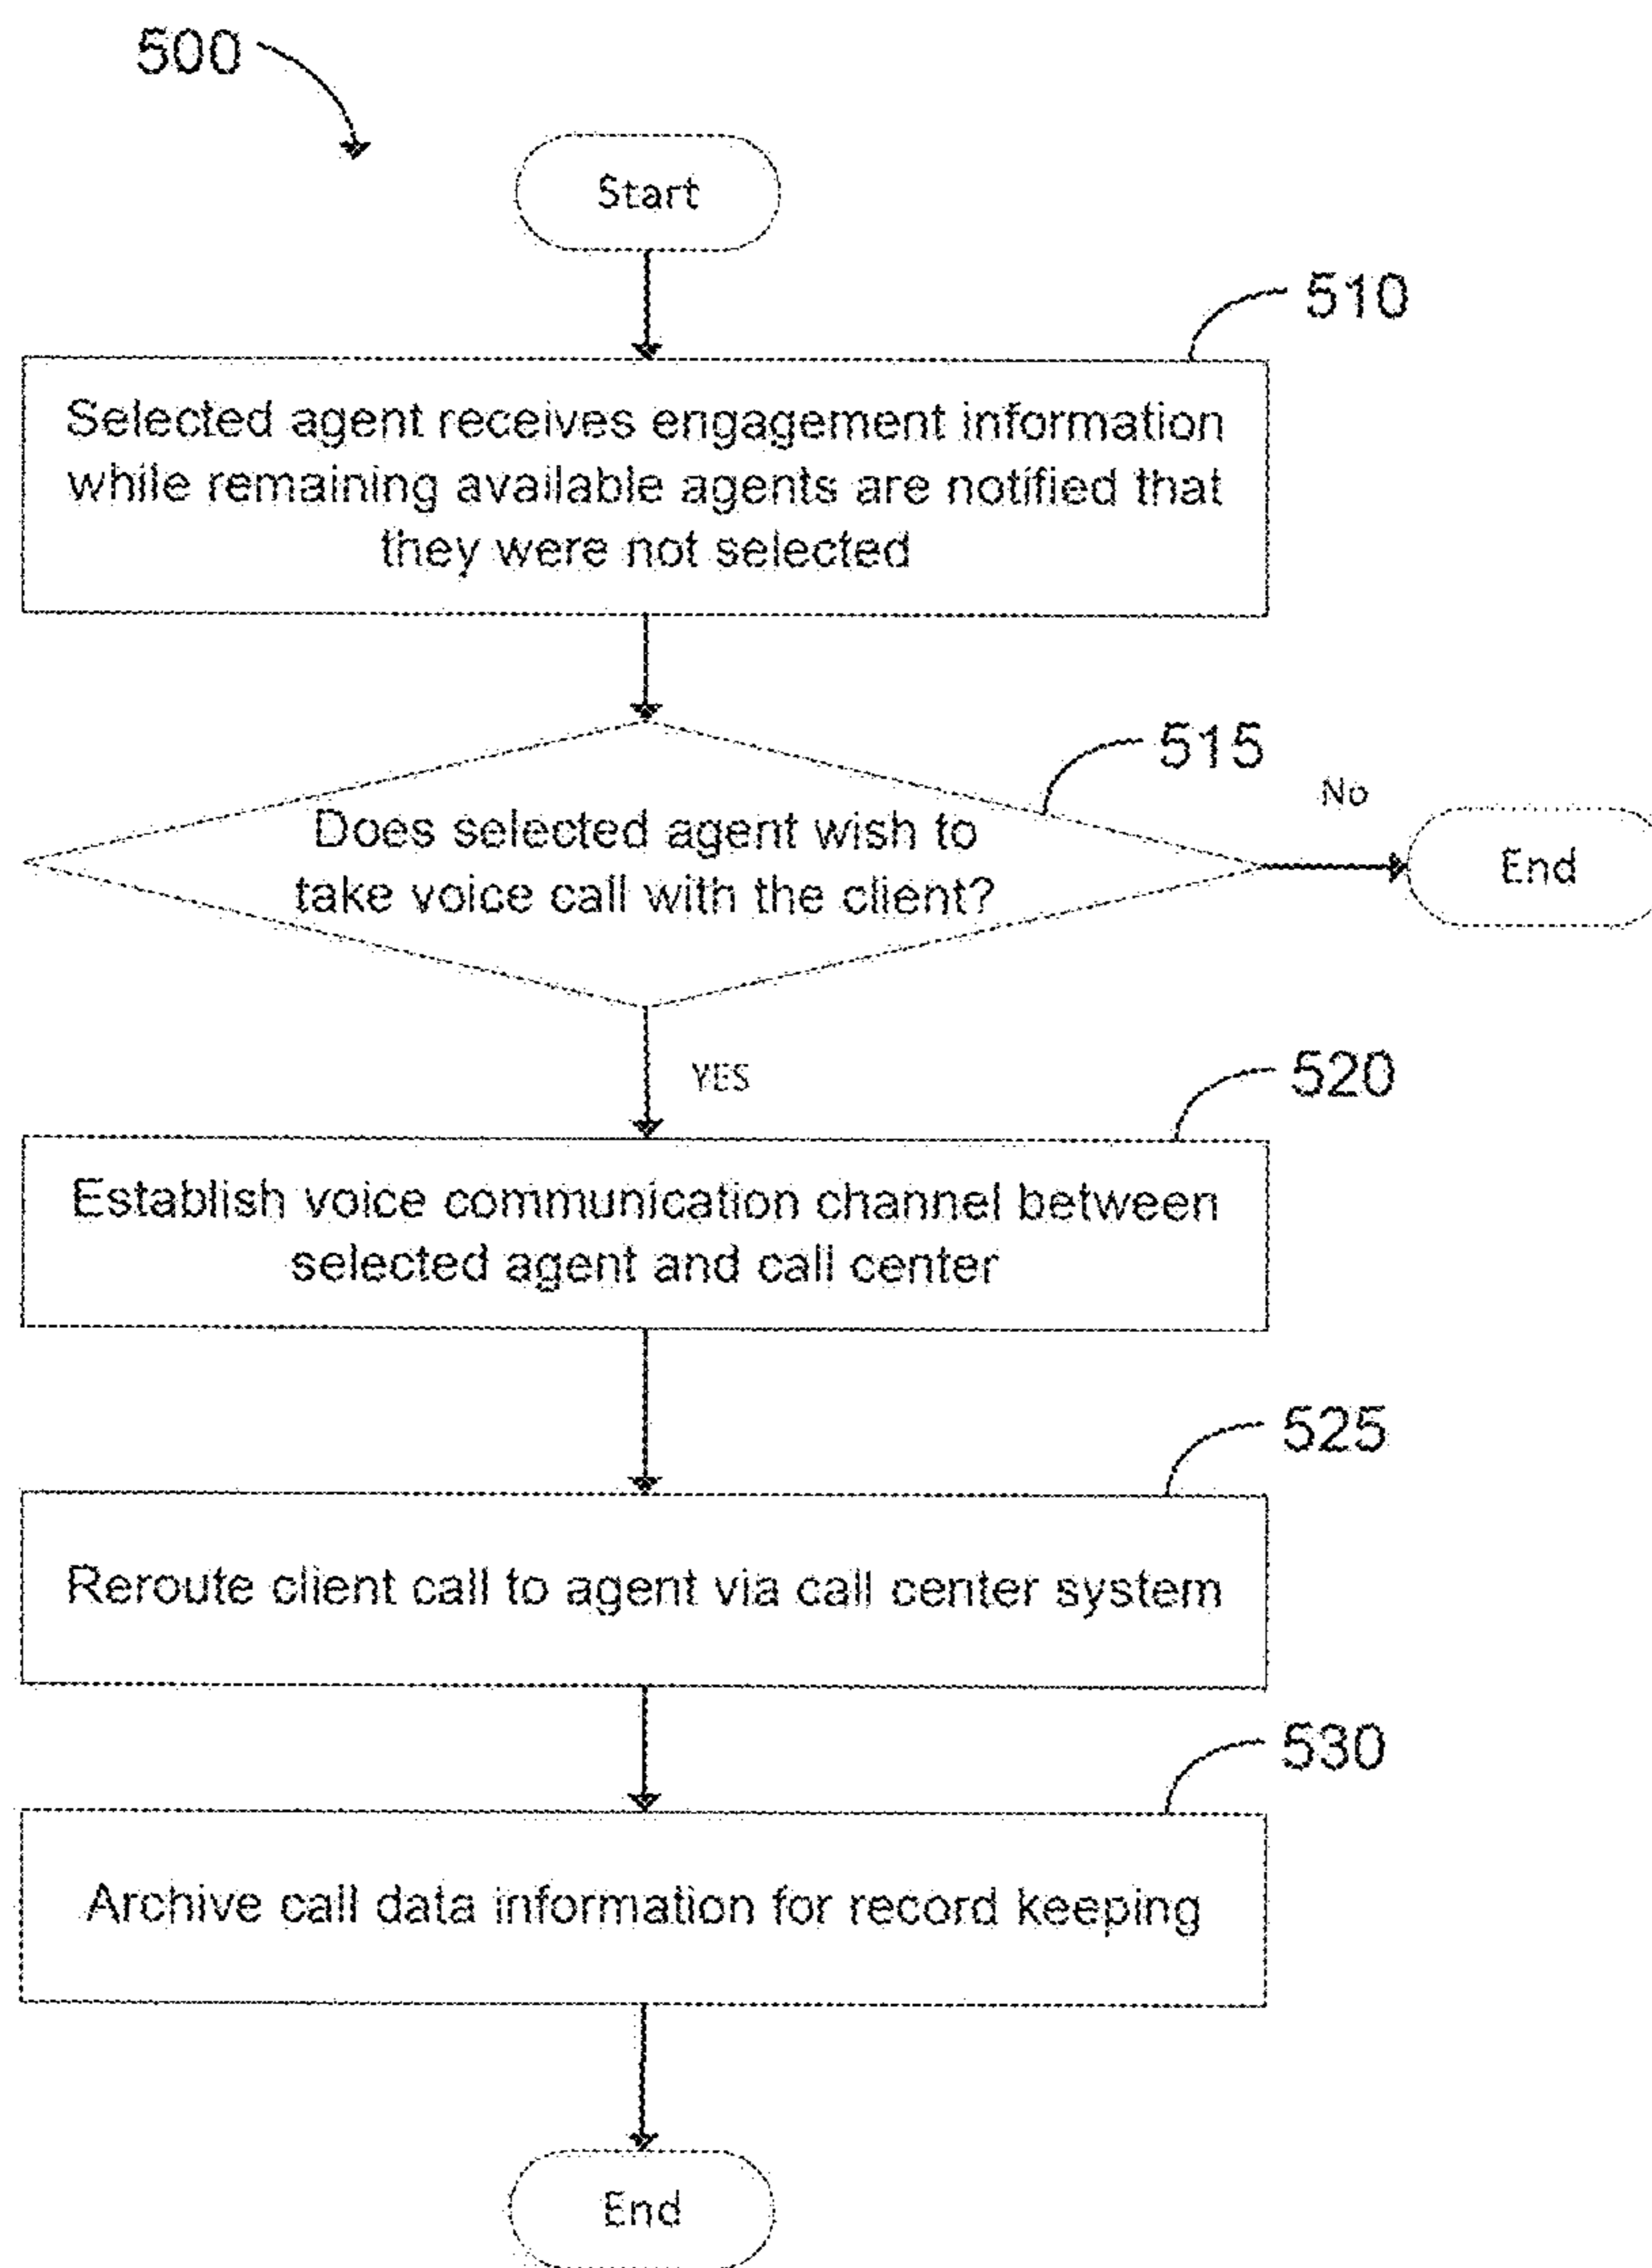 500
Start
510
Selected agent receives engagement information
while remaining available agents are notified that
they were not selected
515
No
Does selected agent wish to
take voice call with the client?
End
YES
520
Establish voice communication channel between
selected agent and call center
525
Reroute client call to agent via call center system
530
Archive call data information for record keeping
End